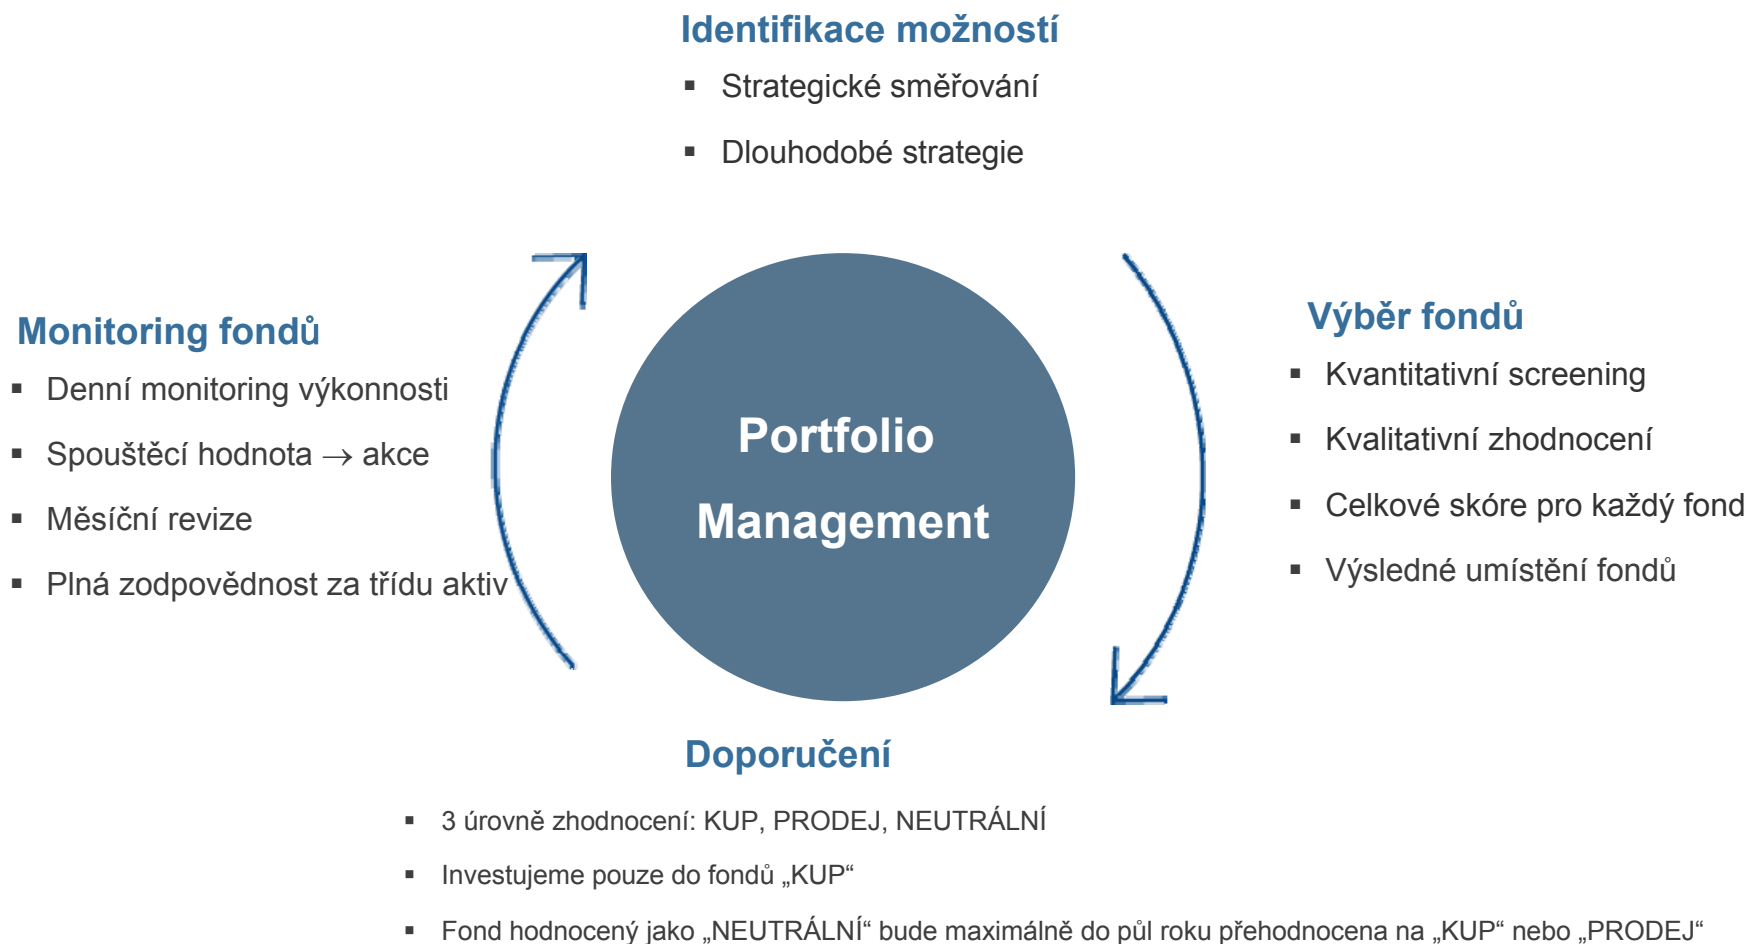 Identifikace možností
▪ Strategické směřování
▪ Dlouhodobé strategie
Monitoring fondů
▪ Denní monitoring výkonnosti
▪ Spouštěcí hodnota → akce
▪ Měsíční revize
▪ Plná zodpovědnost za třídu aktiv
Portfolio
Management
Výběr fondů
▪ Kvantitativní screening
▪ Kvalitativní zhodnocení
▪ Celkové skóre pro každý fond
▪ Výsledné umístění fondů
Doporučení
▪ 3 úrovně zhodnocení: KUP, PRODEJ, NEUTRÁLNÍ
▪ Investujeme pouze do fondů „KUP“
▪ Fond hodnocený jako „NEUTRÁLNÍ“ bude maximálně do půl roku přehodnocena na „KUP“ nebo „PRODEJ“